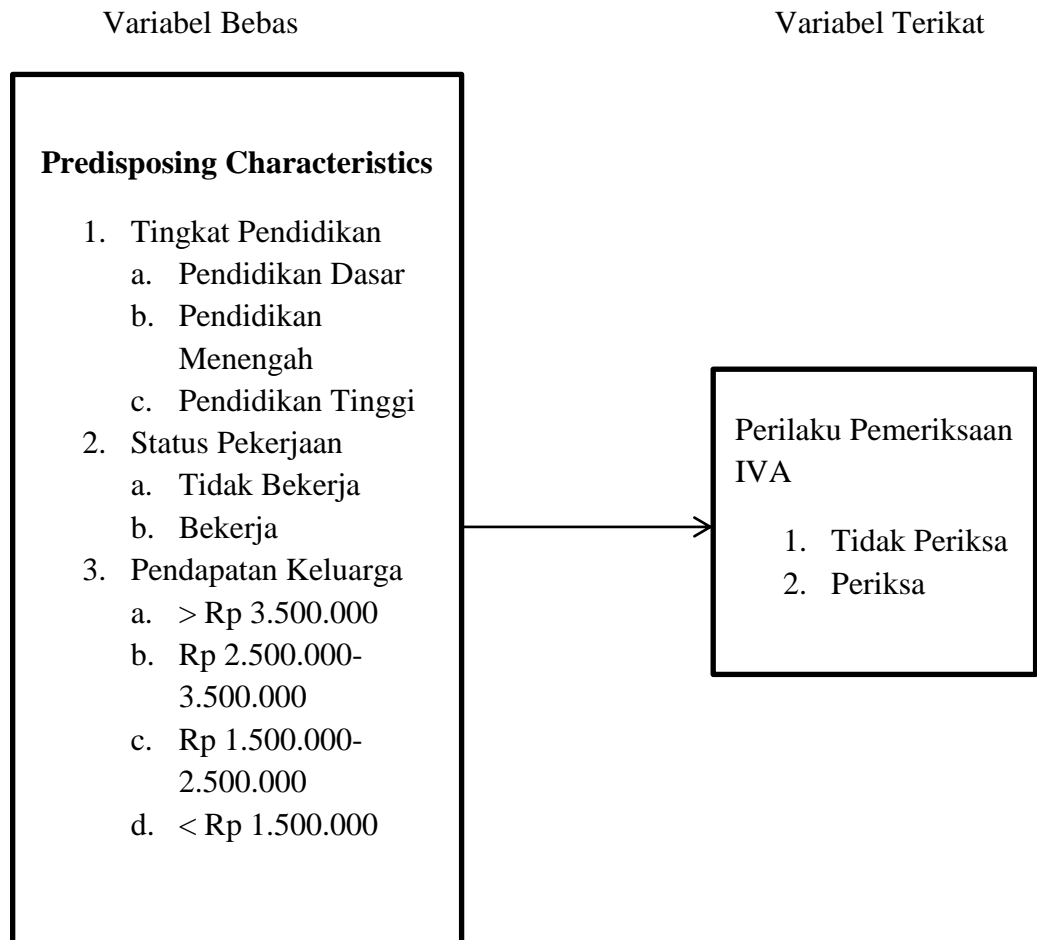 Variabel Bebas
Variabel Terikat
Predisposing Characteristics
1. Tingkat Pendidikan
a. Pendidikan Dasar
b. Pendidikan
Menengah
c. Pendidikan Tinggi
2. Status Pekerjaan
a. Tidak Bekerja
b. Bekerja
3. Pendapatan Keluarga
a. > Rp 3.500.000
b. Rp 2.500.000-
3.500.000
c. Rp 1.500.000-
2.500.000
d. < Rp 1.500.000
Perilaku Pemeriksaan
IVA
1. Tidak Periksa
2. Periksa